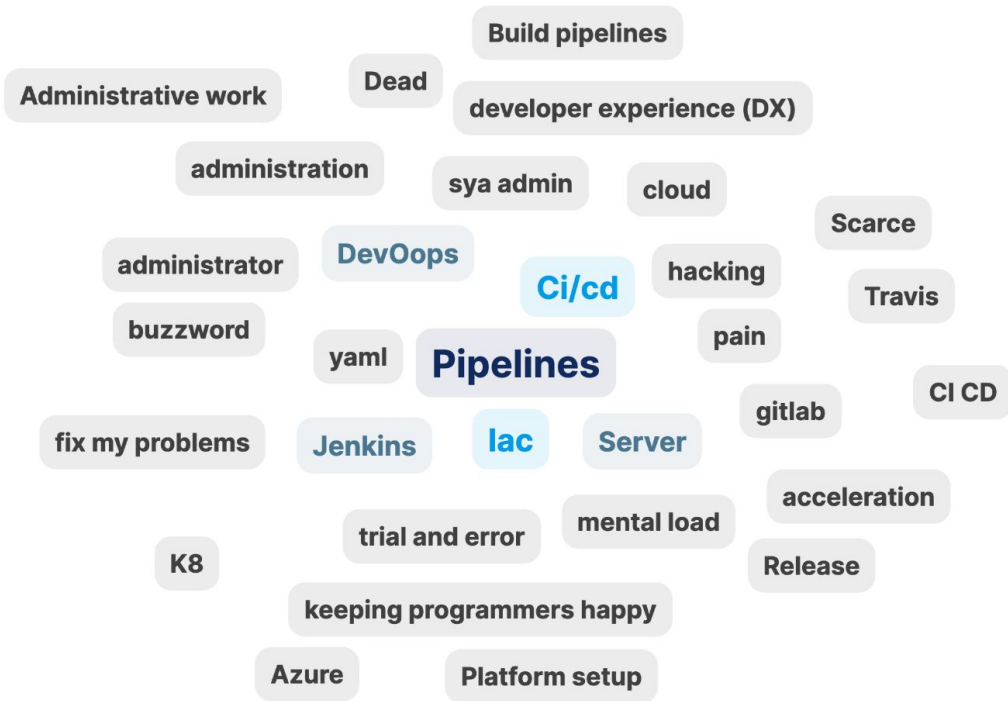 Build pipelines
Dead
Administrative work
developer experience (DX)
administration
sya admin
cloud
Scarce
DevOops
administrator
hacking
Ci/cd
Travis
buzzword
pain
yaml
Pipelines
CI CD
gitlab
fix my problems
Jenkins
Iac
Server
acceleration
mental load
trial and error
K8
Release
keeping programmers happy
Azure
Platform setup